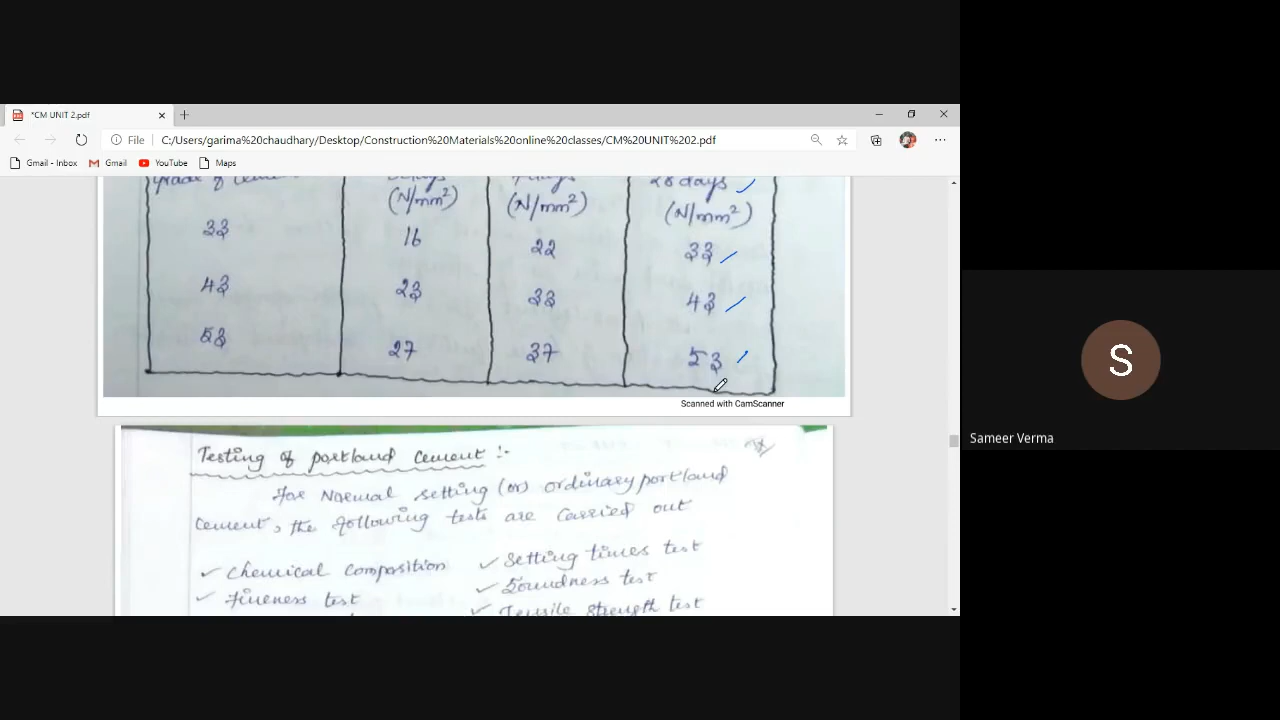 *CM UNIT 2.pdf
File
C:/Users/garima%20chaudhary/Desktop/Construction%20Materials%20online%20classes/CM%20UNIT%202.pdf
Gmail - Inbox Gmail YouTube Maps
Grade of 28 days
(N/mm²) (N/mm²) (N/mm²)
33 16 22 33
43 23 33 43
53 27 37 53
Scanned with CamScanner
Testing of portland cement :-
For Normal setting (or) ordinary portland
cement, the following tests are carried out
✓ Chemical composition ✓ Setting times test
✓ Fineness test ✓ Soundness test
✓ Tensile strength test
S
Sameer Verma